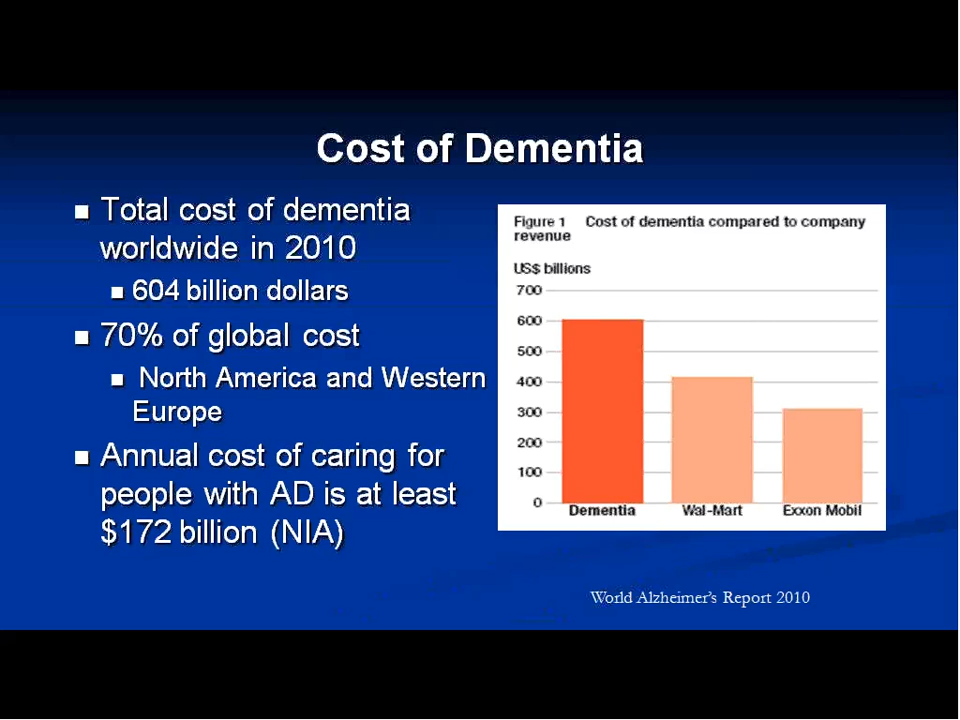 Cost of Dementia
Total cost of dementia
worldwide in 2010
604 billion dollars
70% of global cost
North America and Western
Europe
Annual cost of caring for
people with AD is at least
$172 billion (NIA)
Figure 1 Cost of dementia compared to company
revenue
US$ billions
700
600
500
400
300
200
100
0
Dementia Wal-Mart Exxon Mobil
World Alzheimer's Report 2010